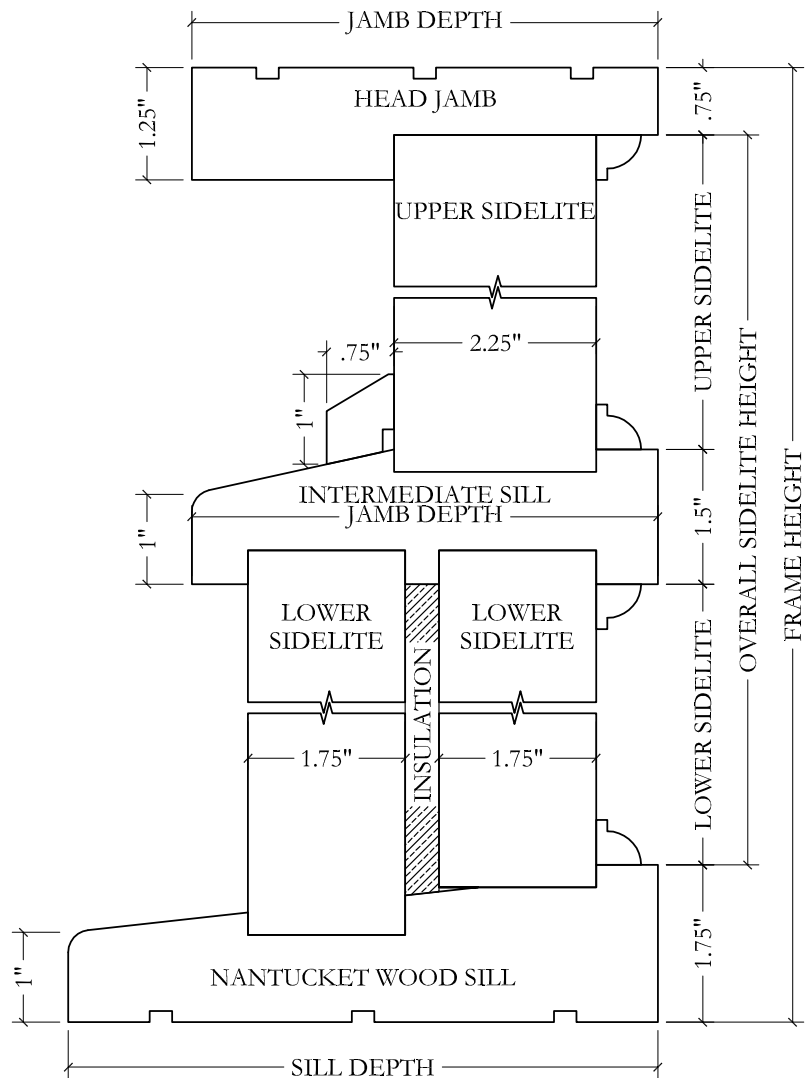 JAMB DEPTH
HEAD JAMB
1.25"
.75"
UPPER SIDELITE
UPPER SIDELITE
.75"
2.25"
1"
OVERALL SIDELITE HEIGHT
FRAME HEIGHT
INTERMEDIATE SILL
JAMB DEPTH
1"
1.5"
LOWER
SIDELITE
LOWER
SIDELITE
INSULATION
LOWER SIDELITE
1.75"
1.75"
1"
NANTUCKET WOOD SILL
1.75"
SILL DEPTH